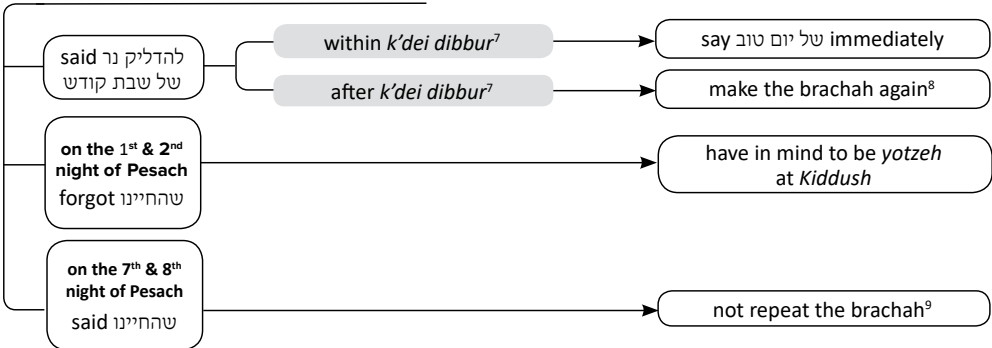 said להדליק נר
של שבת קודש
within k'dei dibbur⁷
say של יום טוב immediately
after k'dei dibbur⁷
make the brachah again⁸
on the 1ˢᵗ & 2ⁿᵈ
night of Pesach
forgot שהחיינו
have in mind to be yotzeh
at Kiddush
on the 7ᵗʰ & 8ᵗʰ
night of Pesach
said שהחיינו
not repeat the brachah⁹